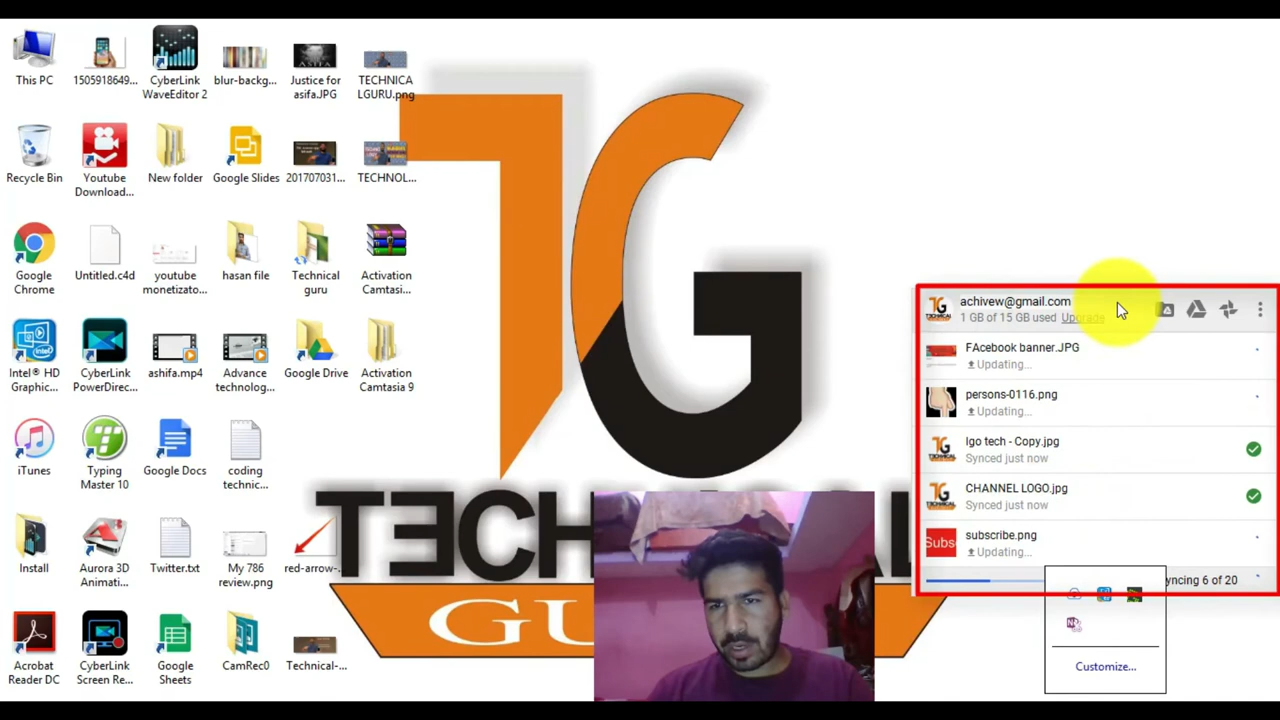 This PC
1505918649...
CyberLink
WaveEditor 2
blur-backg...
Justice for
asifa.JPG
TECHNICA
LGURU.png
Recycle Bin
Youtube
Download...
New folder
Google Slides
201707031...
TECHNOL...
Google
Chrome
Untitled.c4d
youtube
monetizato...
hasan file
Technical
guru
Activation
Camtasi...
Intel® HD
Graphic...
CyberLink
PowerDirec...
ashifa.mp4
Advance
technolog...
Google Drive
Activation
Camtasia 9
iTunes
Typing
Master 10
Google Docs
coding
technic...
Install
Aurora 3D
Animati...
Twitter.txt
My 786
review.png
red-arrow-...
Acrobat
Reader DC
CyberLink
Screen Re...
Google
Sheets
CamRec0
Technical-...
TG
TECH
L
GU
achivew@gmail.com
1 GB of 15 GB used Upgrade
FAcebook banner.JPG
Updating...
persons-0116.png
Updating...
lgo tech - Copy.jpg
Synced just now
CHANNEL LOGO.jpg
Synced just now
Subs
subscribe.png
Updating...
yncing 6 of 20
Customize...